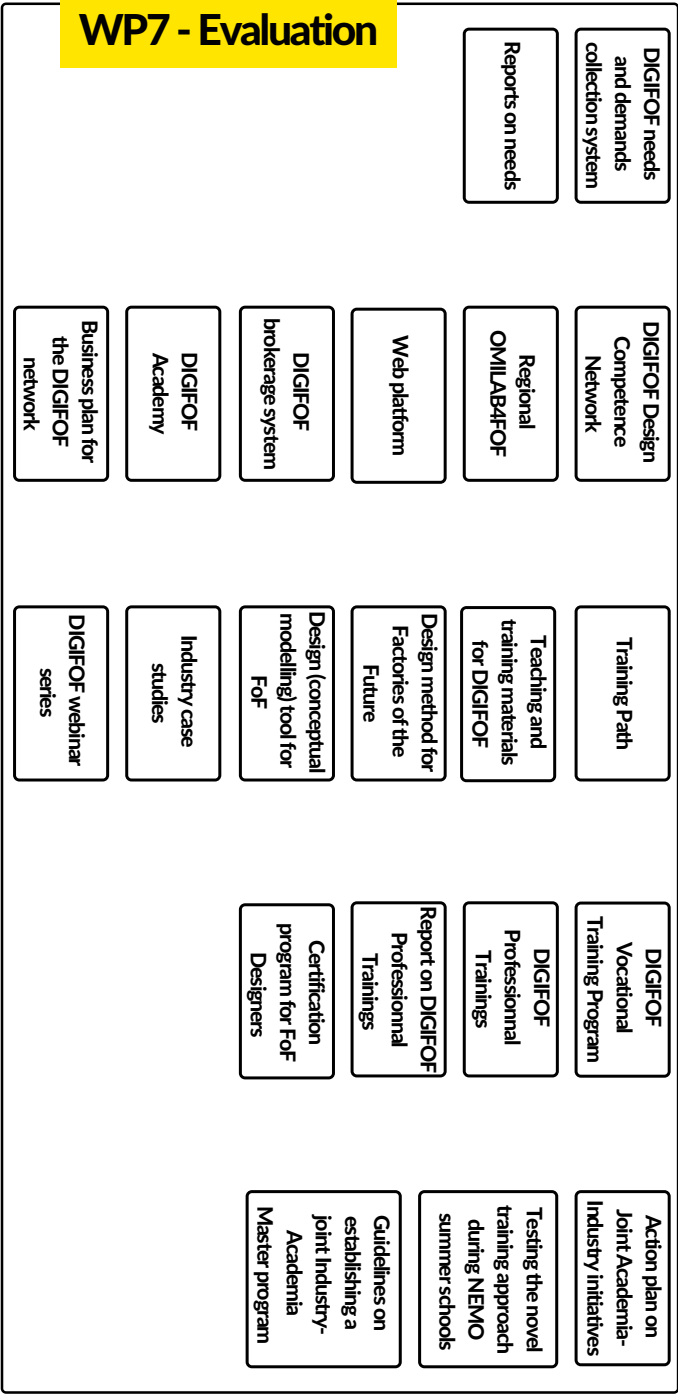 WP7 - Evaluation
DIGIFOF needs
and demands
collection system
Reports on needs
DIGIFOF Design
Competence
Network
Regional
OMILAB4FOF
Web platform
DIGIFOF
brokerage system
DIGIFOF
Academy
Business plan for
the DIGIFOF
network
Training Path
Teaching and
training materials
for DIGIFOF
Design method for
Factories of the
Future
Design (conceptual
modelling) tool for
FoF
Industry case
studies
DIGIFOF webinar
series
DIGIFOF
Vocational
Training Program
DIGIFOF
Professionnal
Trainings
Report on DIGIFOF
Professionnal
Trainings
Certification
program for FoF
Designers
Action plan on
Joint Academia-
Industry initiatives
Testing the novel
training approach
during NEMO
summer schools
Guidelines on
establishing a
joint Industry-
Academia
Master program